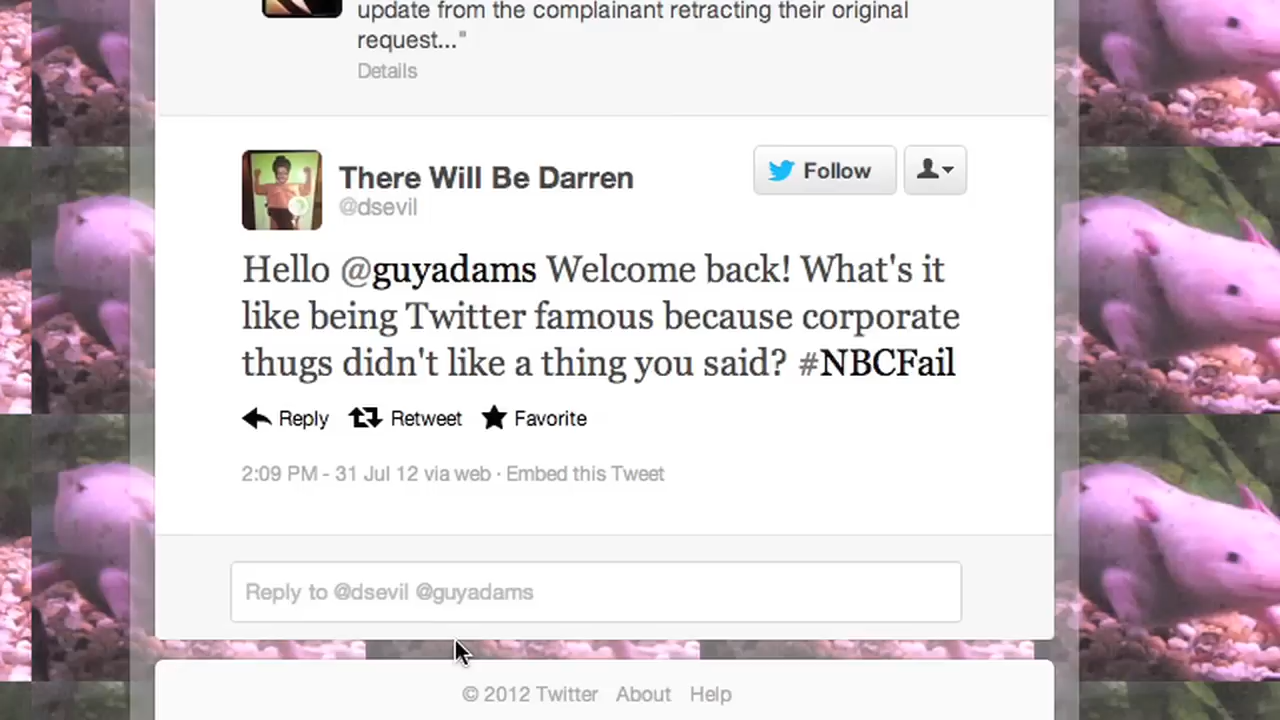 update from the complainant retracting their original
request..."
Details
There Will Be Darren
@dsevil
Follow
Hello @guyadams Welcome back! What's it
like being Twitter famous because corporate
thugs didn't like a thing you said? #NBCFail
Reply Retweet Favorite
2:09 PM - 31 Jul 12 via web · Embed this Tweet
Reply to @dsevil @guyadams
© 2012 Twitter About Help